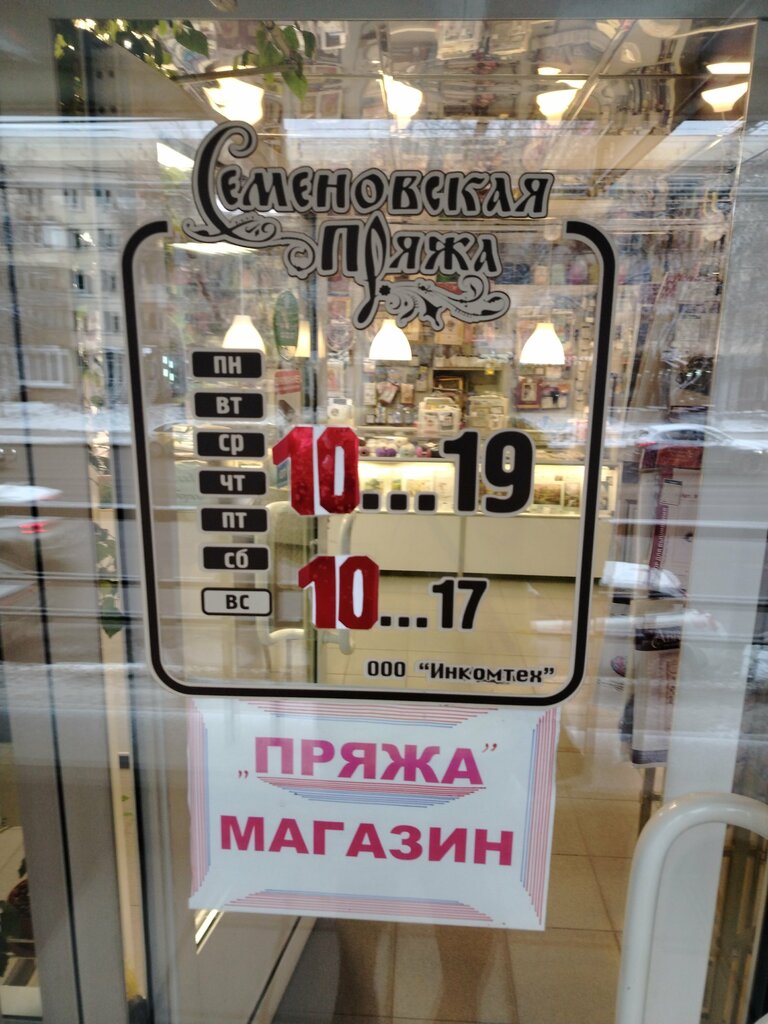 Семеновская
Пряжа
пн
вт
ср
чт
пт
сб
вс
10...19
10...17
ООО "Инкомтех"
„ПРЯЖА”
МАГАЗИН